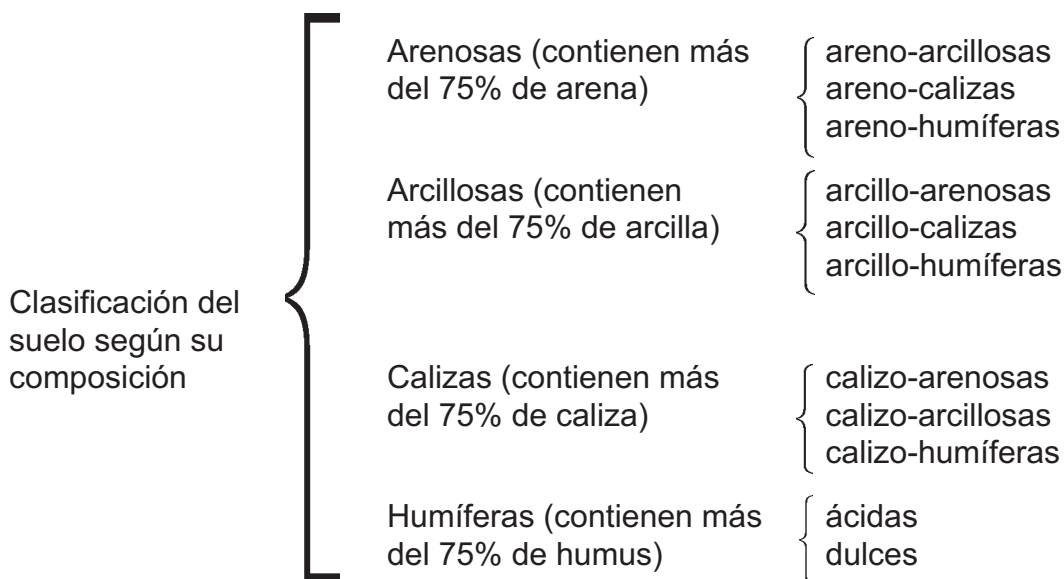 Clasificación del
suelo según su
composición
Arenosas (contienen más
del 75% de arena)
areno-arcillosas
areno-calizas
areno-humíferas
Arcillosas (contienen
más del 75% de arcilla)
arcillo-arenosas
arcillo-calizas
arcillo-humíferas
Calizas (contienen más
del 75% de caliza)
calizo-arenosas
calizo-arcillosas
calizo-humíferas
Humíferas (contienen más
del 75% de humus)
ácidas
dulces